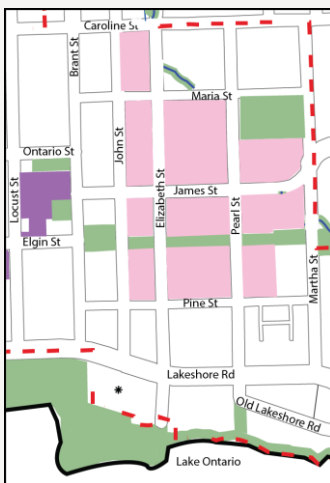 Caroline St
Brant St
Maria St
John St
Ontario St
Elizabeth St
James St
Locust St
Pearl St
Elgin St
Martha St
Pine St
Lakeshore Rd
*
Old Lakeshore Rd
Lake Ontario